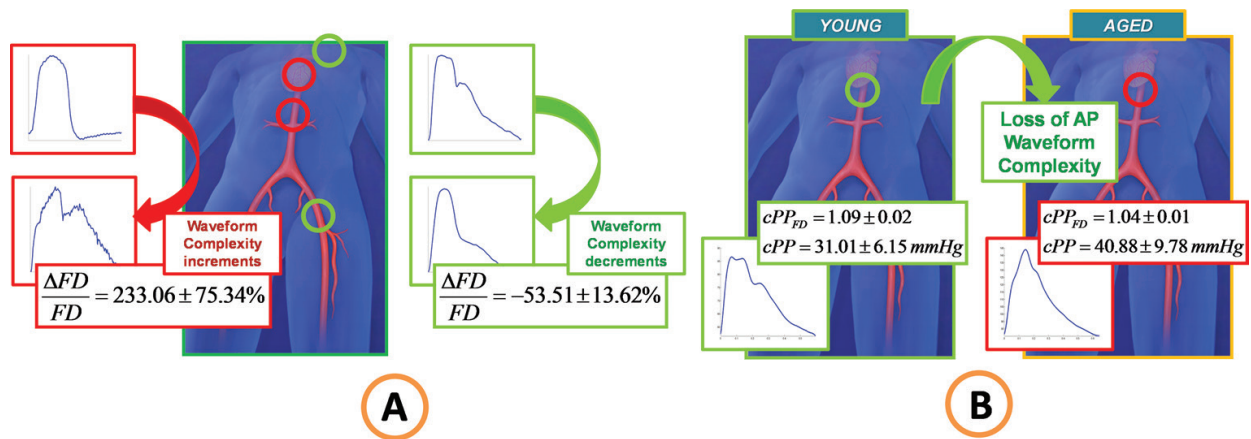 Waveform
Complexity
increments
ΔFD
FD
= 233.06 ± 75.34%
Waveform
Complexity
decrements
ΔFD
FD
= −53.51 ± 13.62%
A
YOUNG
AGED
Loss of AP
Waveform
Complexity
cPP_FD = 1.09 ± 0.02
cPP = 31.01 ± 6.15 mmHg
cPP_FD = 1.04 ± 0.01
cPP = 40.88 ± 9.78 mmHg
B